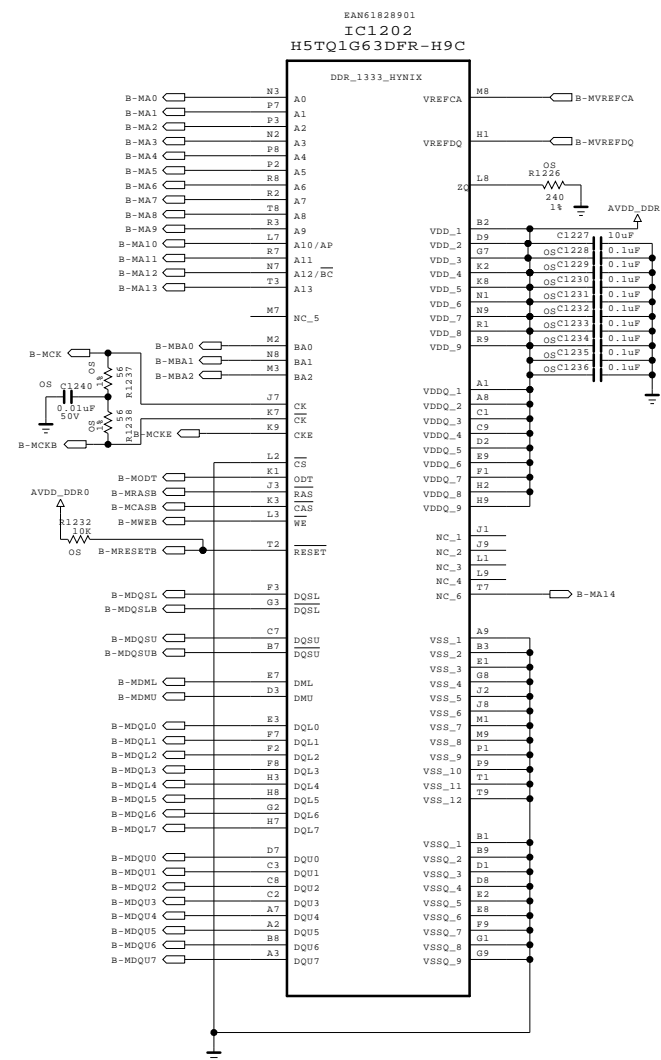 EAN61828901
IC1202
H5TQ1G63DFR-H9C
DDR_1333_HYNIX
B-MA0 N3 A0
B-MA1 P7 A1
B-MA2 P3 A2
B-MA3 N2 A3
B-MA4 P8 A4
B-MA5 P2 A5
B-MA6 R8 A6
B-MA7 R2 A7
B-MA8 T8 A8
B-MA9 R3 A9
B-MA10 L7 A10/AP
B-MA11 R7 A11
B-MA12 N7 A12/BC
B-MA13 T3 A13
M7 NC_5
B-MBA0 M2 BA0
B-MBA1 N8 BA1
B-MBA2 M3 BA2
B-MCK
OS
1%
56
R1237
OS C1240
0.01uF
50V
OS
1%
56
R1238
B-MCKB
J7 CK
K7 CK
B-MCKE K9 CKE
L2 CS
B-MODT K1 ODT
B-MRASB J3 RAS
B-MCASB K3 CAS
B-MWEB L3 WE
AVDD_DDR0
R1232
10K
OS
B-MRESETB T2 RESET
B-MDQSL F3 DQSL
B-MDQSLB G3 DQSL
B-MDQSU C7 DQSU
B-MDQSUB B7 DQSU
B-MDML E7 DML
B-MDMU D3 DMU
B-MDQL0 E3 DQL0
B-MDQL1 F7 DQL1
B-MDQL2 F2 DQL2
B-MDQL3 F8 DQL3
B-MDQL4 H3 DQL4
B-MDQL5 H8 DQL5
B-MDQL6 G2 DQL6
B-MDQL7 H7 DQL7
B-MDQU0 D7 DQU0
B-MDQU1 C3 DQU1
B-MDQU2 C8 DQU2
B-MDQU3 C2 DQU3
B-MDQU4 A7 DQU4
B-MDQU5 A2 DQU5
B-MDQU6 B8 DQU6
B-MDQU7 A3 DQU7
VREFCA M8 B-MVREFCA
VREFDQ H1 B-MVREFDQ
ZQ L8
OS
R1226
240
1%
AVDD_DDR
VDD_1 B2
VDD_2 D9 C1227 10uF
VDD_3 G7 OS C1228 0.1uF
VDD_4 K2 OS C1229 0.1uF
VDD_5 K8 OS C1230 0.1uF
VDD_6 N1 OS C1231 0.1uF
VDD_7 N9 OS C1232 0.1uF
VDD_8 R1 OS C1233 0.1uF
VDD_9 R9 OS C1234 0.1uF
OS C1235 0.1uF
OS C1236 0.1uF
VDDQ_1 A1
VDDQ_2 A8
VDDQ_3 C1
VDDQ_4 C9
VDDQ_5 D2
VDDQ_6 E9
VDDQ_7 F1
VDDQ_8 H2
VDDQ_9 H9
NC_1 J1
NC_2 J9
NC_3 L1
NC_4 L9
NC_6 T7 B-MA14
VSS_1 A9
VSS_2 B3
VSS_3 E1
VSS_4 G8
VSS_5 J2
VSS_6 J8
VSS_7 M1
VSS_8 M9
VSS_9 P1
VSS_10 P9
VSS_11 T1
VSS_12 T9
VSSQ_1 B1
VSSQ_2 B9
VSSQ_3 D1
VSSQ_4 D8
VSSQ_5 E2
VSSQ_6 E8
VSSQ_7 F9
VSSQ_8 G1
VSSQ_9 G9